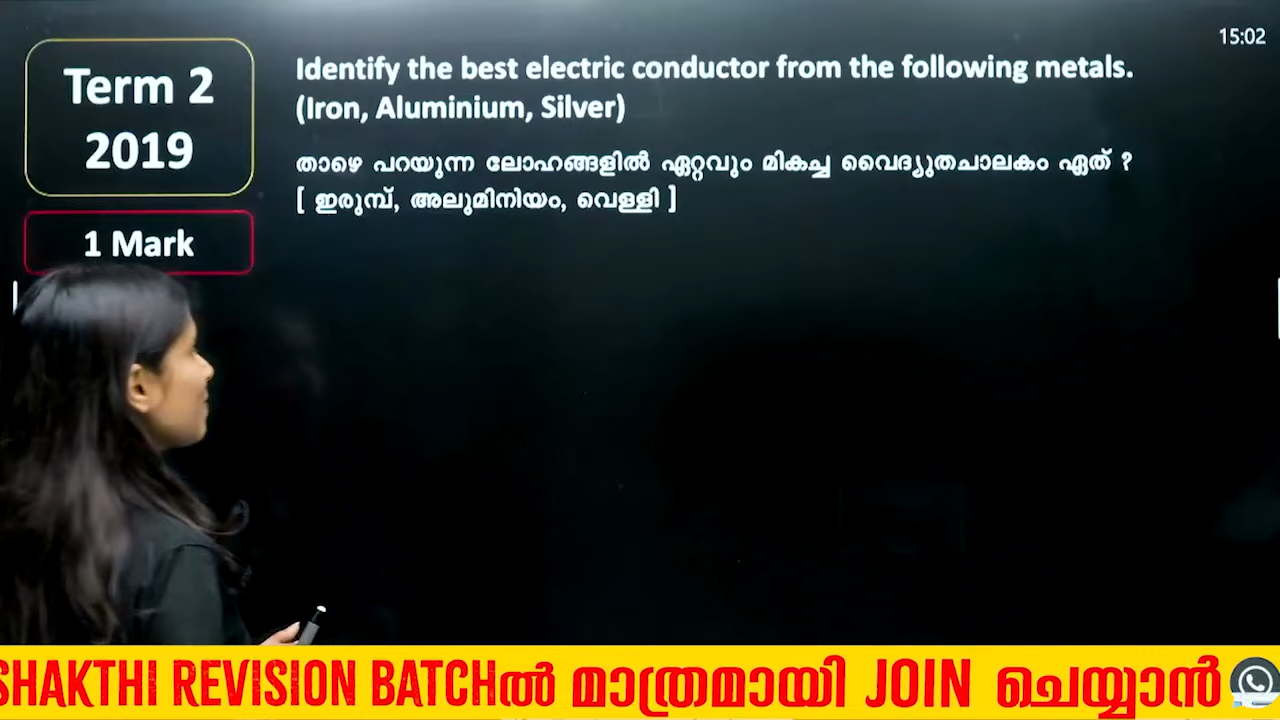 15:02
Term 2
2019
1 Mark
Identify the best electric conductor from the following metals.
(Iron, Aluminium, Silver)
താഴെ പറയുന്ന ലോഹങ്ങളിൽ ഏറ്റവും മികച്ച വൈദ്യുതചാലകം ഏത് ?
[ ഇരുമ്പ്, അലുമിനിയം, വെള്ളി ]
SHAKTHI REVISION BATCHൽ മാത്രമായി JOIN ചെയ്യാൻ